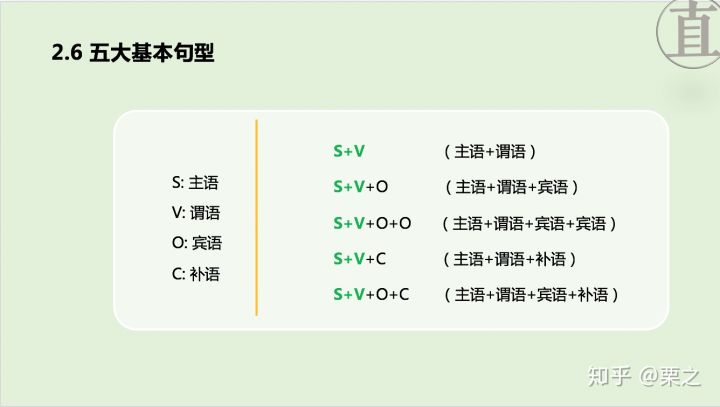 直
2.6 五大基本句型
S: 主语
V: 谓语
O: 宾语
C: 补语
S+V （主语+谓语）
S+V+O （主语+谓语+宾语）
S+V+O+O （主语+谓语+宾语+宾语）
S+V+C （主语+谓语+补语）
S+V+O+C （主语+谓语+宾语+补语）
知乎 @栗之